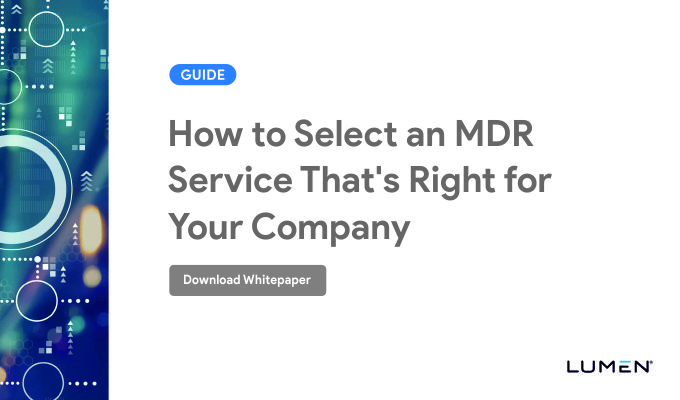 GUIDE
How to Select an MDR
Service That's Right for
Your Company
Download Whitepaper
LUMEN®